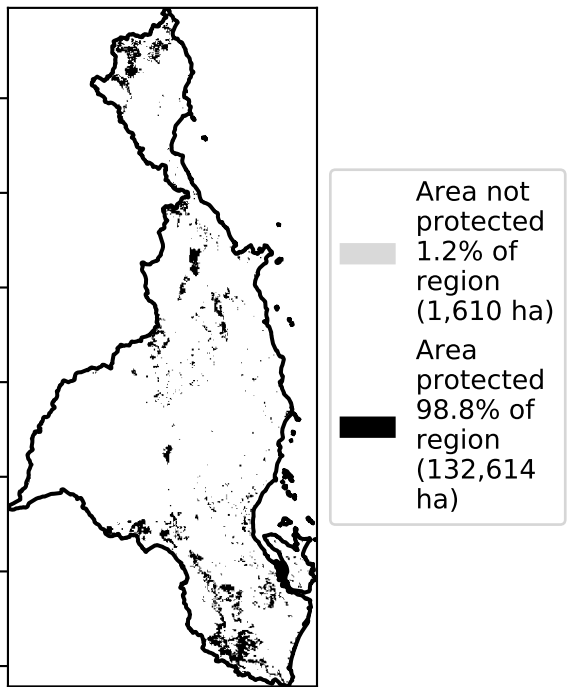 Area not
protected
1.2% of
region
(1,610 ha)
Area
protected
98.8% of
region
(132,614
ha)